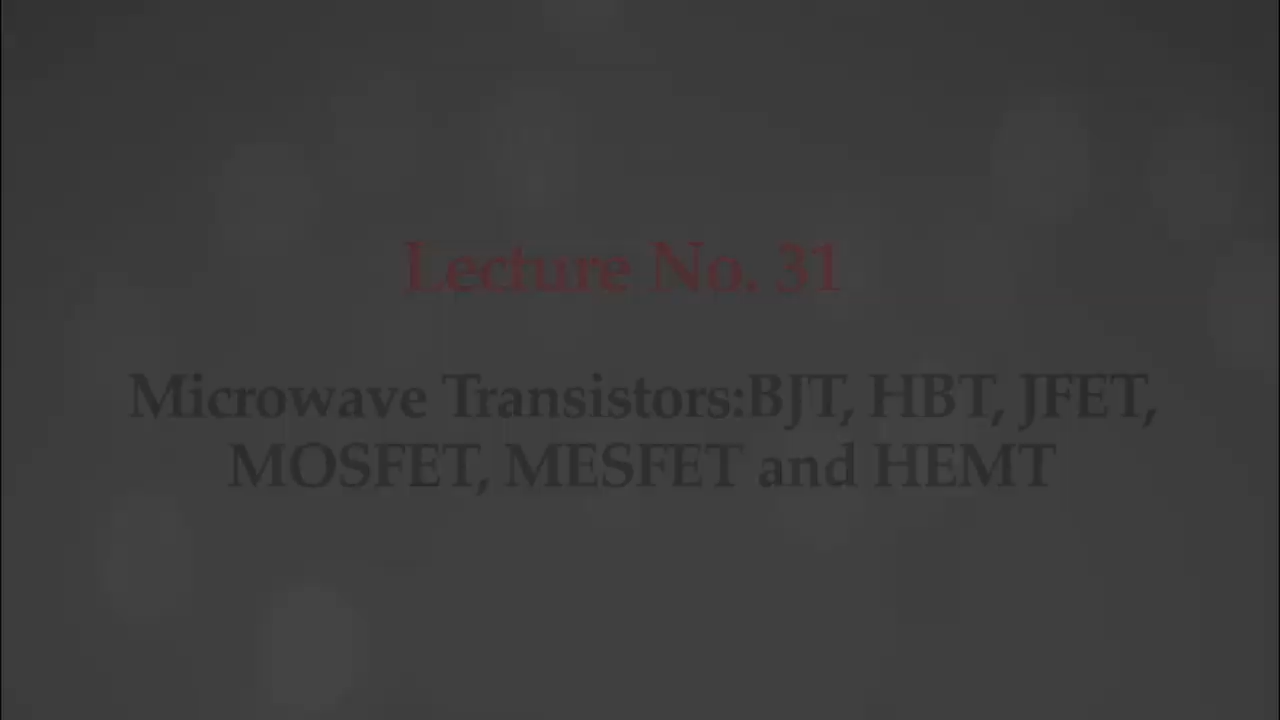 Lecture No. 31
Microwave Transistors:BJT, HBT, JFET,
MOSFET, MESFET and HEMT